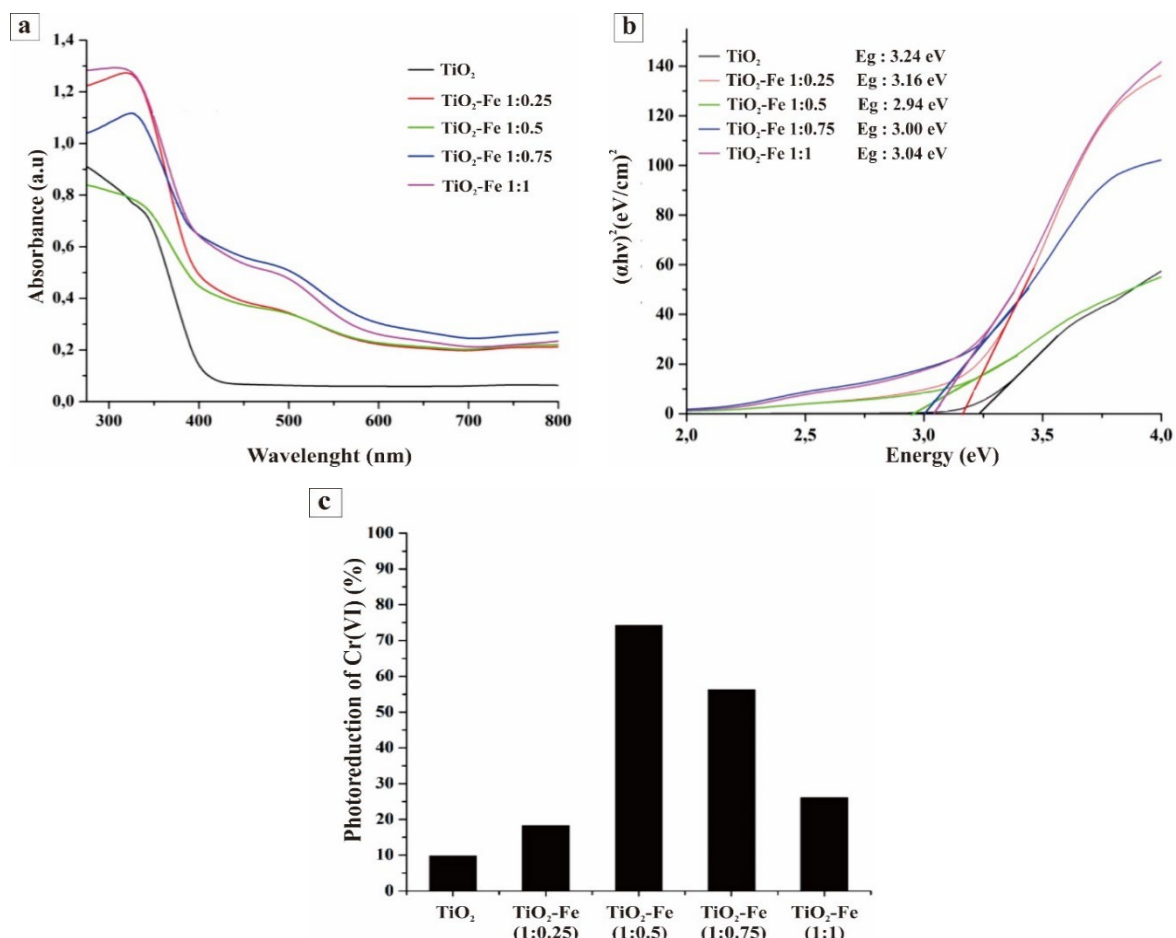 a
1,4
1,2
1,0
0,8
0,6
0,4
0,2
0,0
Absorbance (a.u)
300 400 500 600 700 800
Wavelenght (nm)
TiO₂
TiO₂-Fe 1:0.25
TiO₂-Fe 1:0.5
TiO₂-Fe 1:0.75
TiO₂-Fe 1:1
b
140
120
100
80
60
40
20
0
(αhν)²(eV/cm)²
2,0 2,5 3,0 3,5 4,0
Energy (eV)
TiO₂ Eg : 3.24 eV
TiO₂-Fe 1:0.25 Eg : 3.16 eV
TiO₂-Fe 1:0.5 Eg : 2.94 eV
TiO₂-Fe 1:0.75 Eg : 3.00 eV
TiO₂-Fe 1:1 Eg : 3.04 eV
c
100
90
80
70
60
50
40
30
20
10
0
Photoreduction of Cr(VI) (%)
TiO₂ TiO₂-Fe TiO₂-Fe TiO₂-Fe TiO₂-Fe
(1:0.25) (1:0.5) (1:0.75) (1:1)